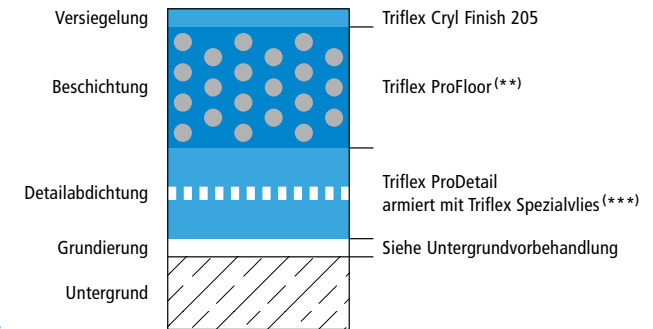 Versiegelung Triflex Cryl Finish 205
Beschichtung Triflex ProFloor(**)
Detailabdichtung Triflex ProDetail
armiert mit Triflex Spezialvlies(***)
Grundierung Siehe Untergrundvorbehandlung
Untergrund